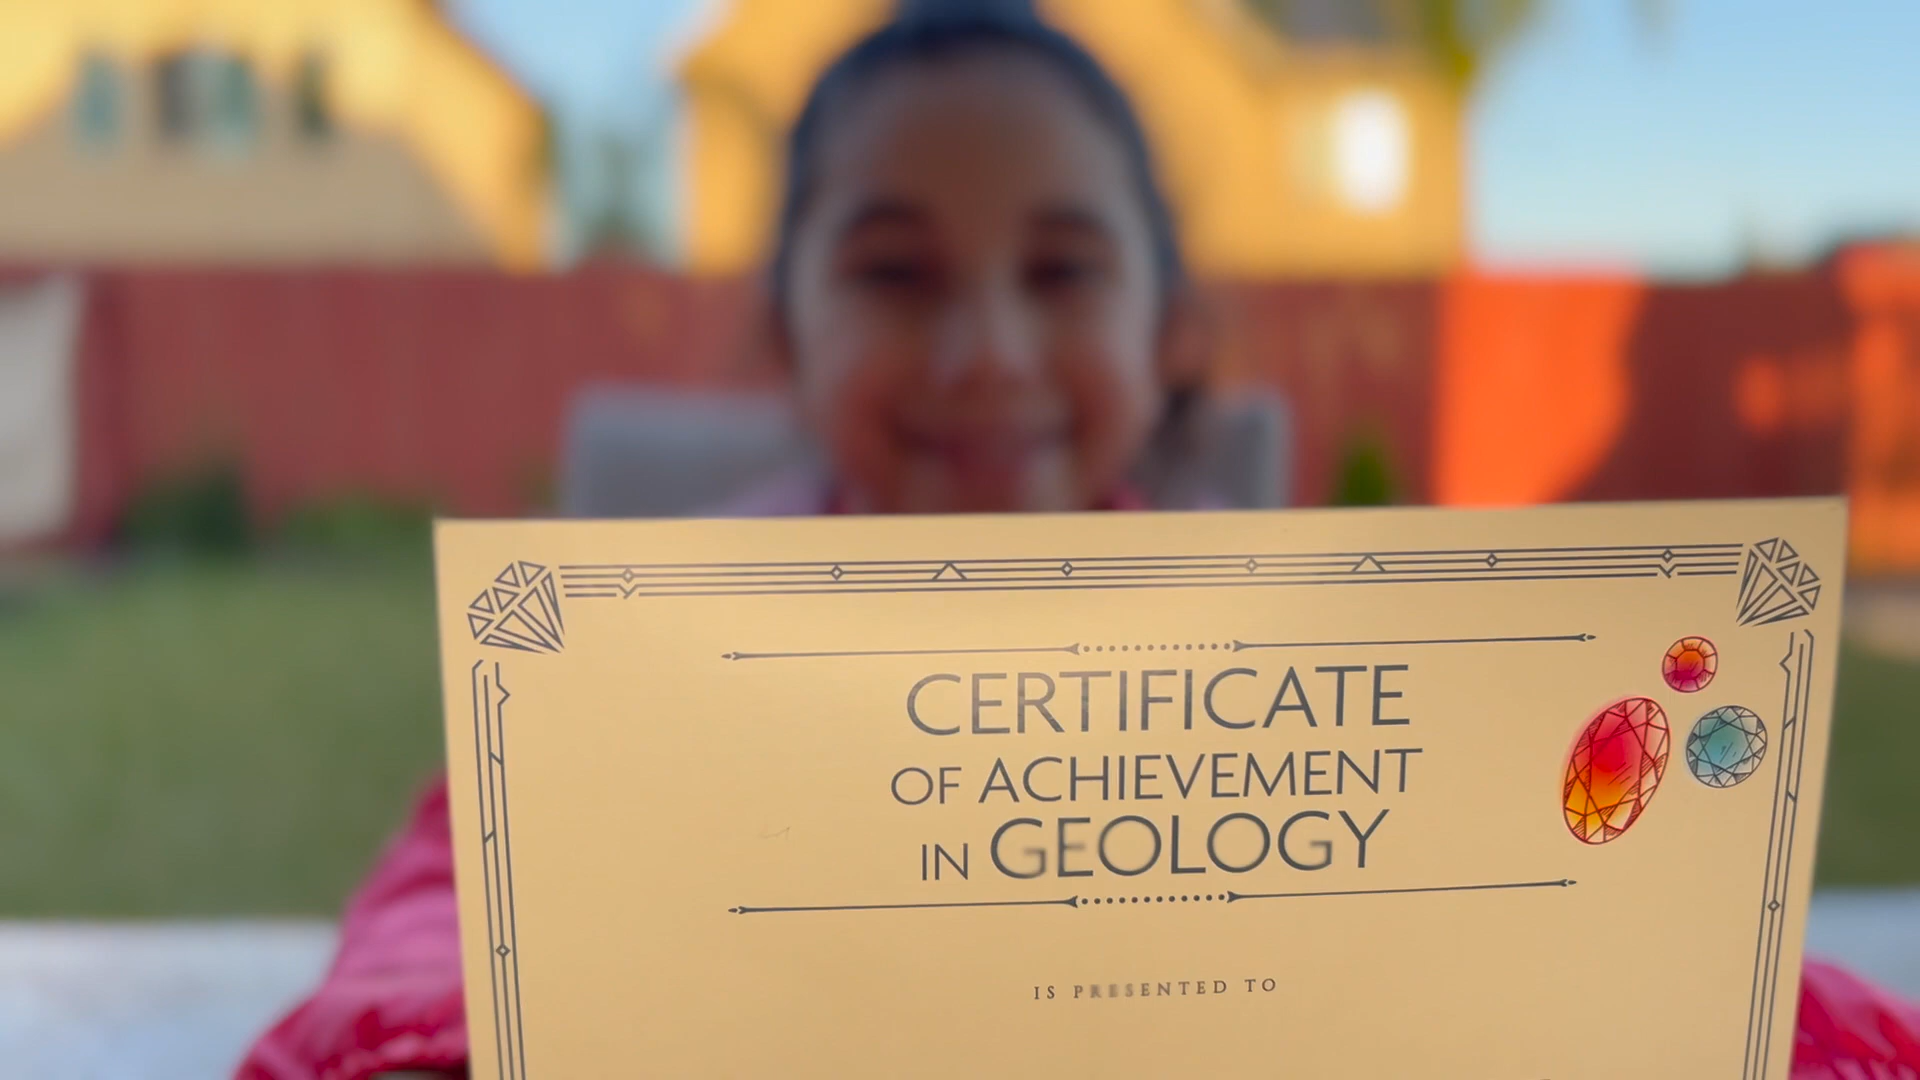 CERTIFICATE
OF ACHIEVEMENT
IN GEOLOGY
IS PRESENTED TO